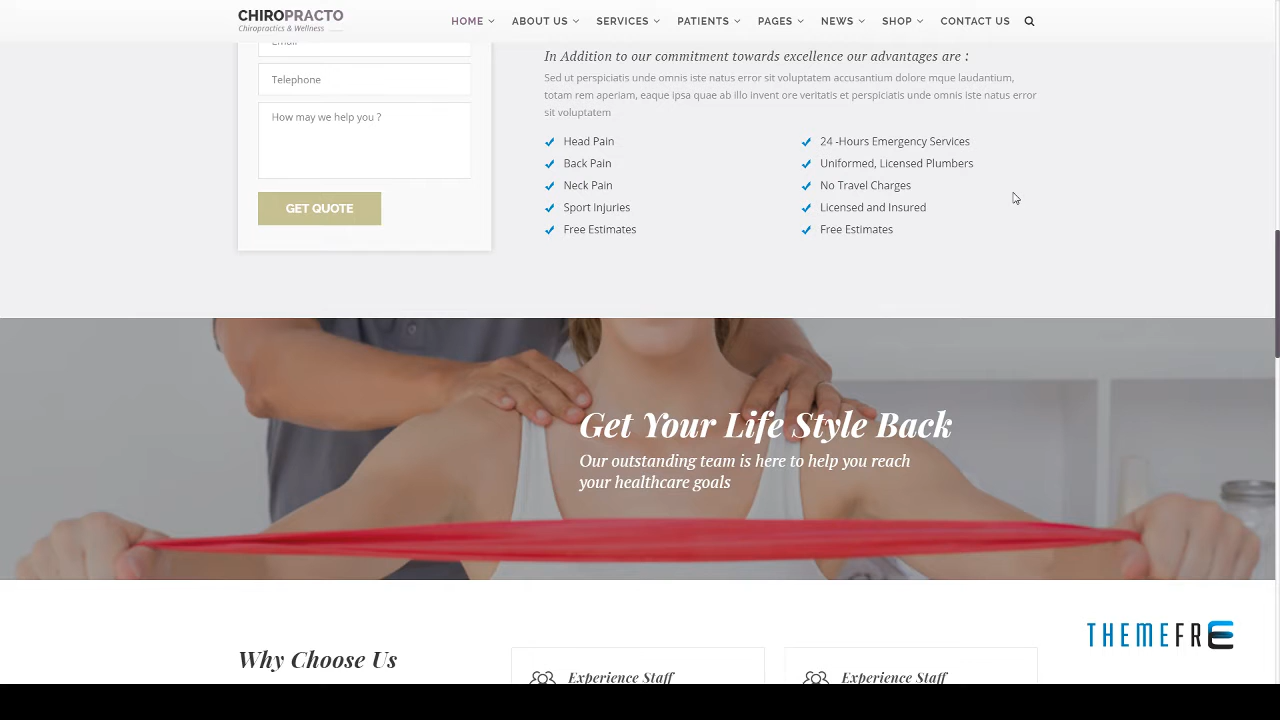 CHIROPRACTO
Chiropractics & Wellness
HOME
ABOUT US
SERVICES
PATIENTS
PAGES
NEWS
SHOP
CONTACT US
Email
Telephone
How may we help you ?
GET QUOTE
In Addition to our commitment towards excellence our advantages are :
Sed ut perspiciatis unde omnis iste natus error sit voluptatem accusantium dolore mque laudantium,
totam rem aperiam, eaque ipsa quae ab illo invent ore veritatis et perspiciatis unde omnis iste natus error
sit voluptatem
Head Pain
Back Pain
Neck Pain
Sport Injuries
Free Estimates
24 -Hours Emergency Services
Uniformed, Licensed Plumbers
No Travel Charges
Licensed and Insured
Free Estimates
Get Your Life Style Back
Our outstanding team is here to help you reach
your healthcare goals
THEMEFRE
Why Choose Us
Experience Staff
Experience Staff